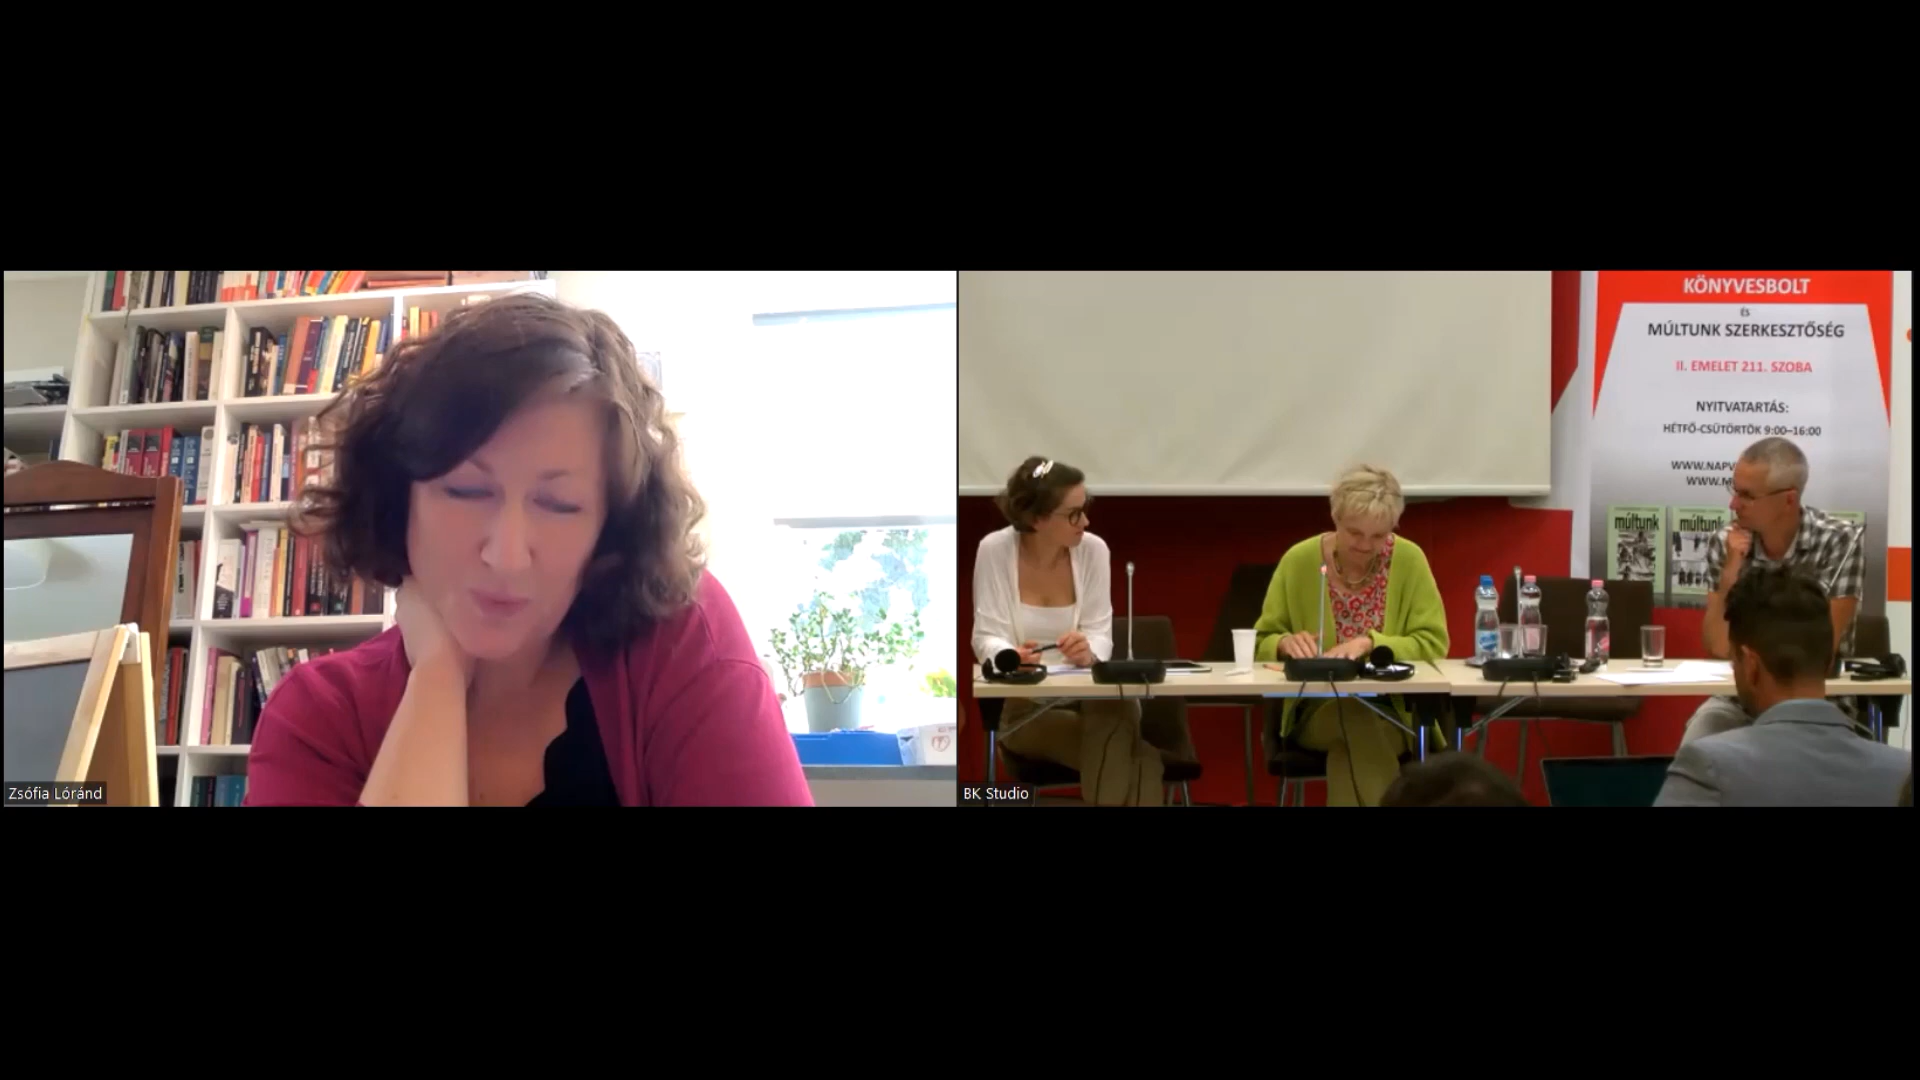 Zsófia Lóránd
KÖNYVESBOLT
ÉS
MÚLTUNK SZERKESZTŐSÉG
II. EMELET 211. SZOBA
NYITVATARTÁS:
HÉTFŐ-CSÜTÖRTÖK 9:00–16:00
múltunk
múltunk
BK Studio